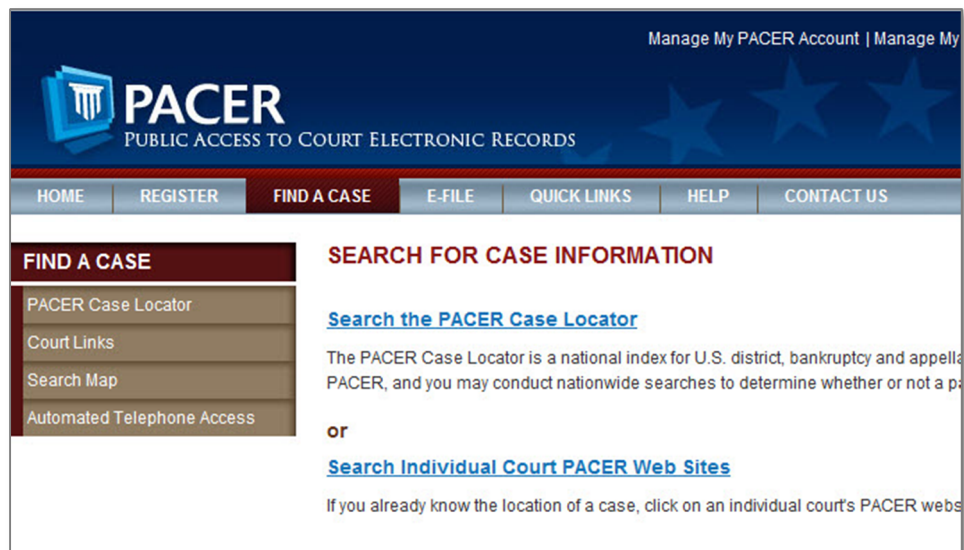 Manage My PACER Account | Manage My
PACER
PUBLIC ACCESS TO COURT ELECTRONIC RECORDS
HOME REGISTER FIND A CASE E-FILE QUICK LINKS HELP CONTACT US
FIND A CASE
PACER Case Locator
Court Links
Search Map
Automated Telephone Access
SEARCH FOR CASE INFORMATION
Search the PACER Case Locator
The PACER Case Locator is a national index for U.S. district, bankruptcy and appella
PACER, and you may conduct nationwide searches to determine whether or not a pa
or
Search Individual Court PACER Web Sites
If you already know the location of a case, click on an individual court's PACER webs